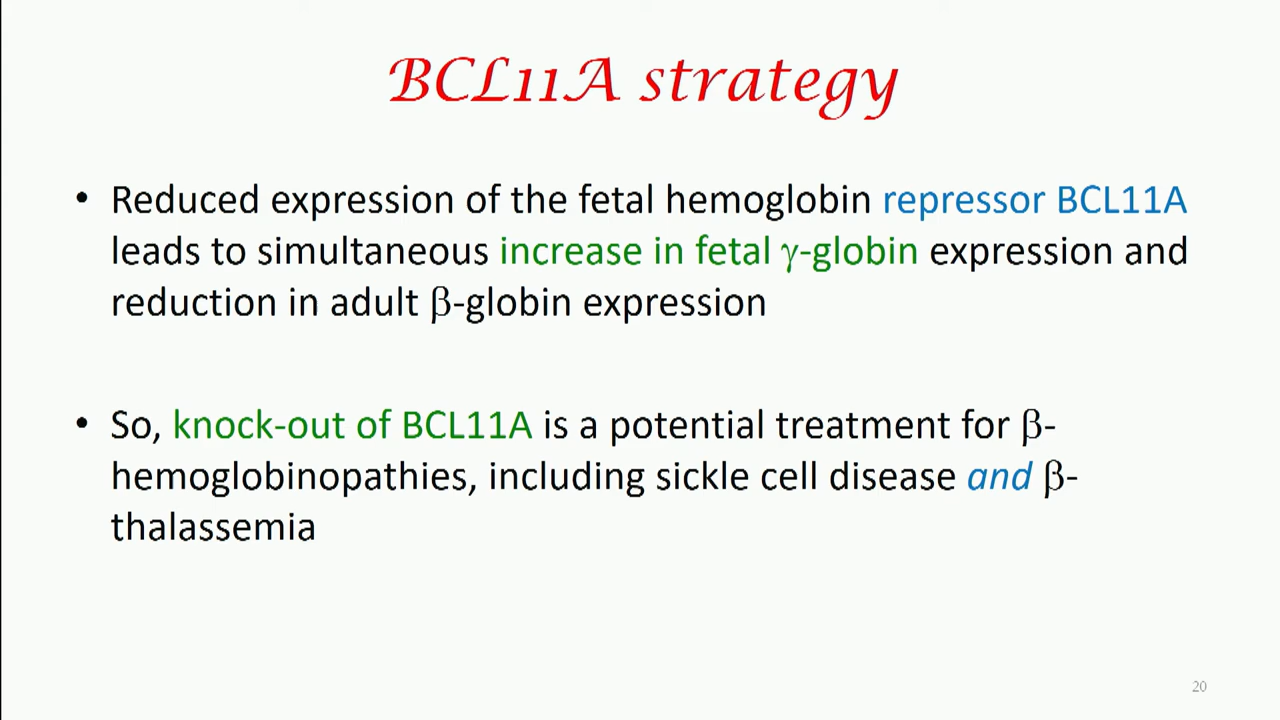 BCL11A strategy
• Reduced expression of the fetal hemoglobin repressor BCL11A
leads to simultaneous increase in fetal γ-globin expression and
reduction in adult β-globin expression
• So, knock-out of BCL11A is a potential treatment for β-
hemoglobinopathies, including sickle cell disease and β-
thalassemia
20